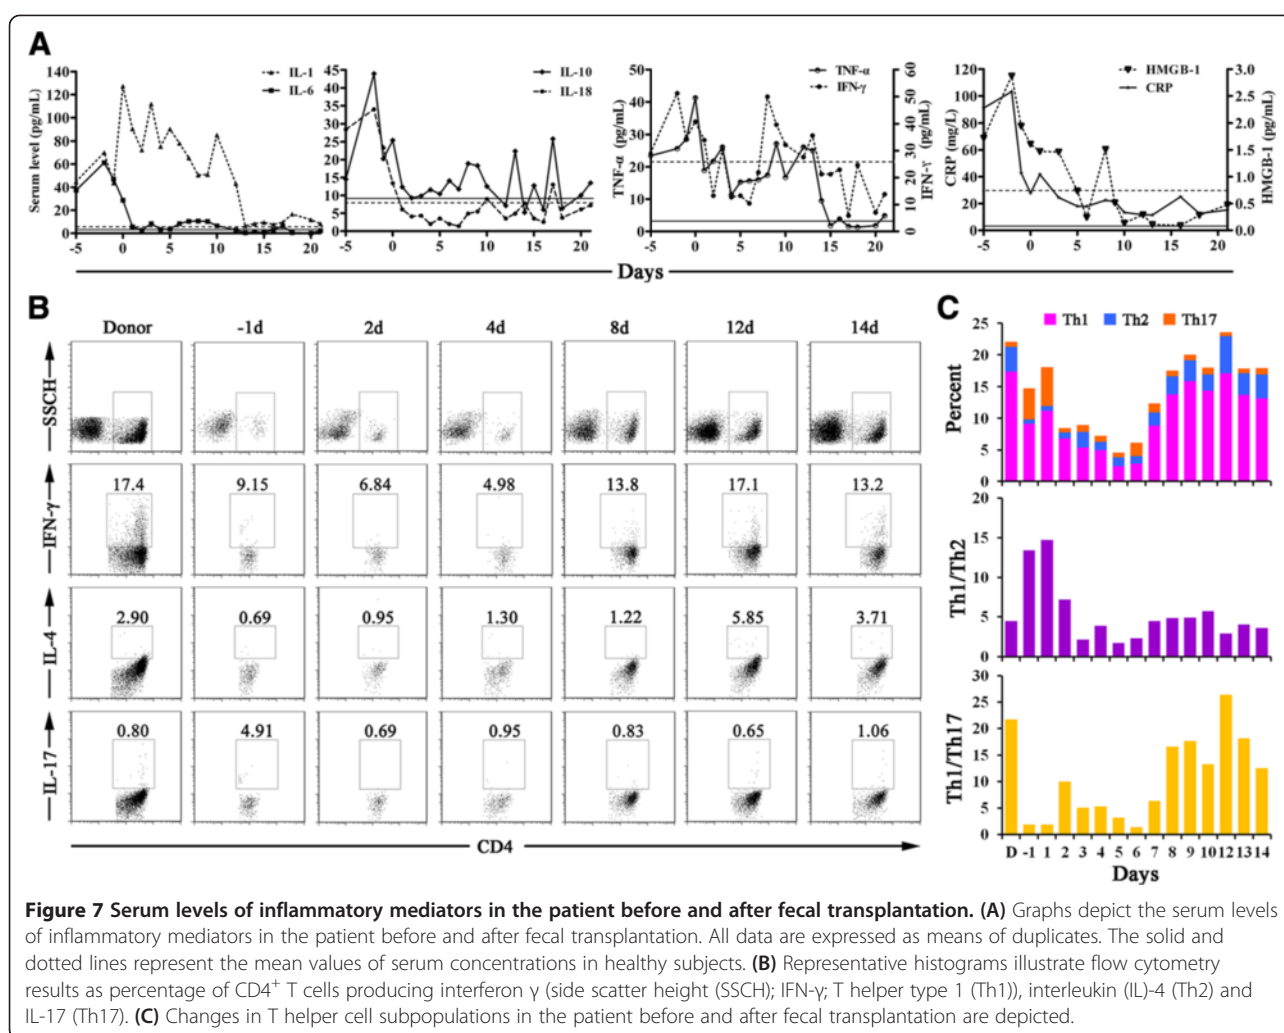 A
IL-1
IL-6
Serum level (pg/mL)
140
120
100
80
60
40
20
0
-5 0 5 10 15 20
IL-10
IL-18
45
40
35
30
25
20
15
10
5
0
-5 0 5 10 15 20
TNF-α
IFN-γ
TNF-α (pg/mL)
50
40
30
20
10
0
-5 0 5 10 15 20
60
50
40
30
20
10
0
IFN-γ (pg/mL)
HMGB-1
CRP
CRP (mg/L)
120
100
80
60
40
20
0
-5 0 5 10 15 20
3.0
2.5
2.0
1.5
1.0
0.5
0.0
HMGB-1 (pg/mL)
Days
B
Donor -1d 2d 4d 8d 12d 14d
SSCH
IFN-γ
17.4 9.15 6.84 4.98 13.8 17.1 13.2
IL-4
2.90 0.69 0.95 1.30 1.22 5.85 3.71
IL-17
0.80 4.91 0.69 0.95 0.83 0.65 1.06
CD4
C
Th1 Th2 Th17
Percent
25
20
15
10
5
0
Th1/Th2
20
15
10
5
0
Th1/Th17
30
25
20
15
10
5
0
D -1 1 2 3 4 5 6 7 8 9 10 12 13 14
Days
Figure 7 Serum levels of inflammatory mediators in the patient before and after fecal transplantation. (A) Graphs depict the serum levels
of inflammatory mediators in the patient before and after fecal transplantation. All data are expressed as means of duplicates. The solid and
dotted lines represent the mean values of serum concentrations in healthy subjects. (B) Representative histograms illustrate flow cytometry
results as percentage of CD4+ T cells producing interferon γ (side scatter height (SSCH); IFN-γ; T helper type 1 (Th1)), interleukin (IL)-4 (Th2) and
IL-17 (Th17). (C) Changes in T helper cell subpopulations in the patient before and after fecal transplantation are depicted.